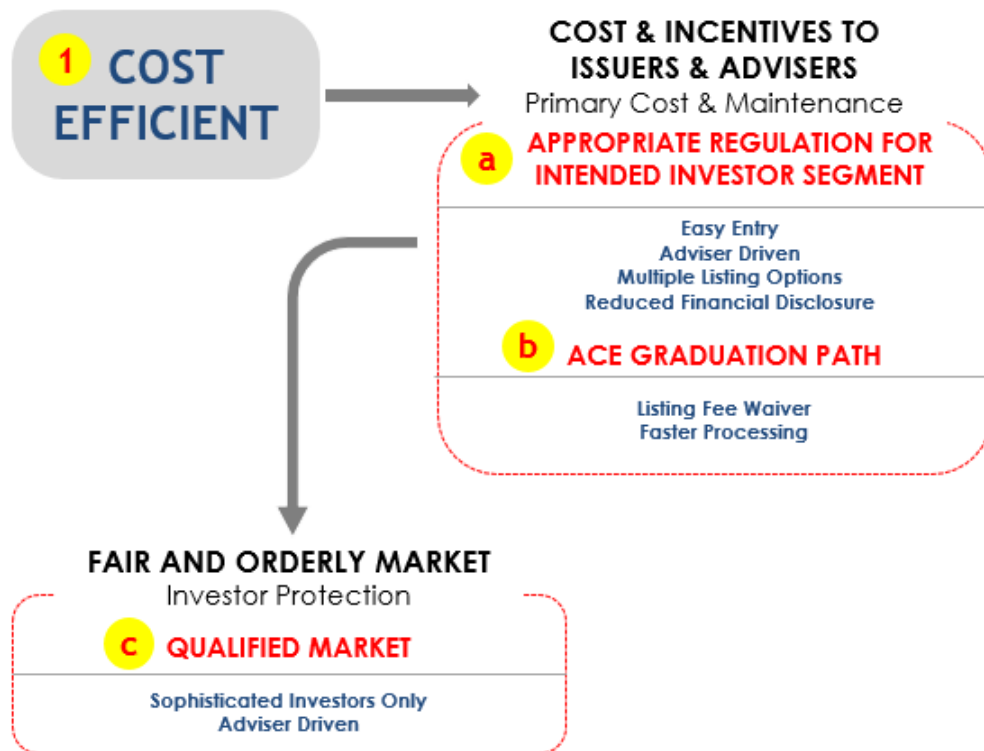 1 COST
EFFICIENT
COST & INCENTIVES TO
ISSUERS & ADVISERS
Primary Cost & Maintenance
a APPROPRIATE REGULATION FOR
INTENDED INVESTOR SEGMENT
Easy Entry
Adviser Driven
Multiple Listing Options
Reduced Financial Disclosure
b ACE GRADUATION PATH
Listing Fee Waiver
Faster Processing
FAIR AND ORDERLY MARKET
Investor Protection
c QUALIFIED MARKET
Sophisticated Investors Only
Adviser Driven